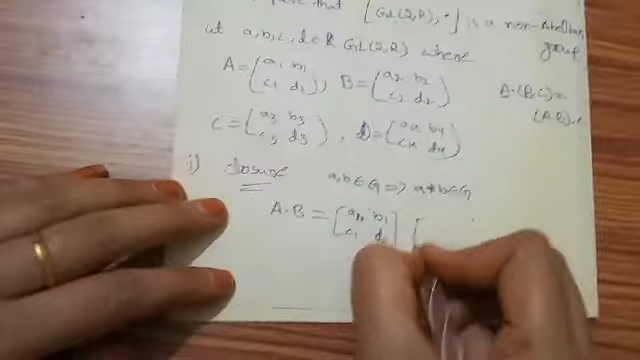 that [GL(2,R), •] is a non-Abelian group
let a,b,c,d ∈ R GL(2,R) where
A = (a₁ b₁ c₁ d₁), B = (a₂ b₂ c₂ d₂) A·(B·C) = (A·B)·C
C = (a₃ b₃ c₃ d₃), D = (a₄ b₄ c₄ d₄)
i) closure a,b ∈ G => a*b ∈ G
A·B = [a₁ b₁ c₁ d₁] [